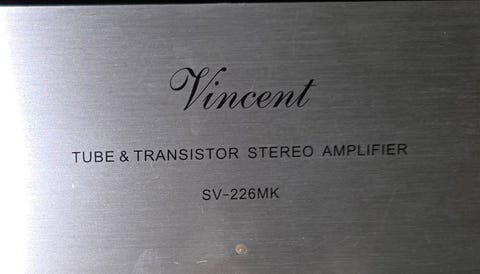 Vincent
TUBE & TRANSISTOR STEREO AMPLIFIER
SV-226MK